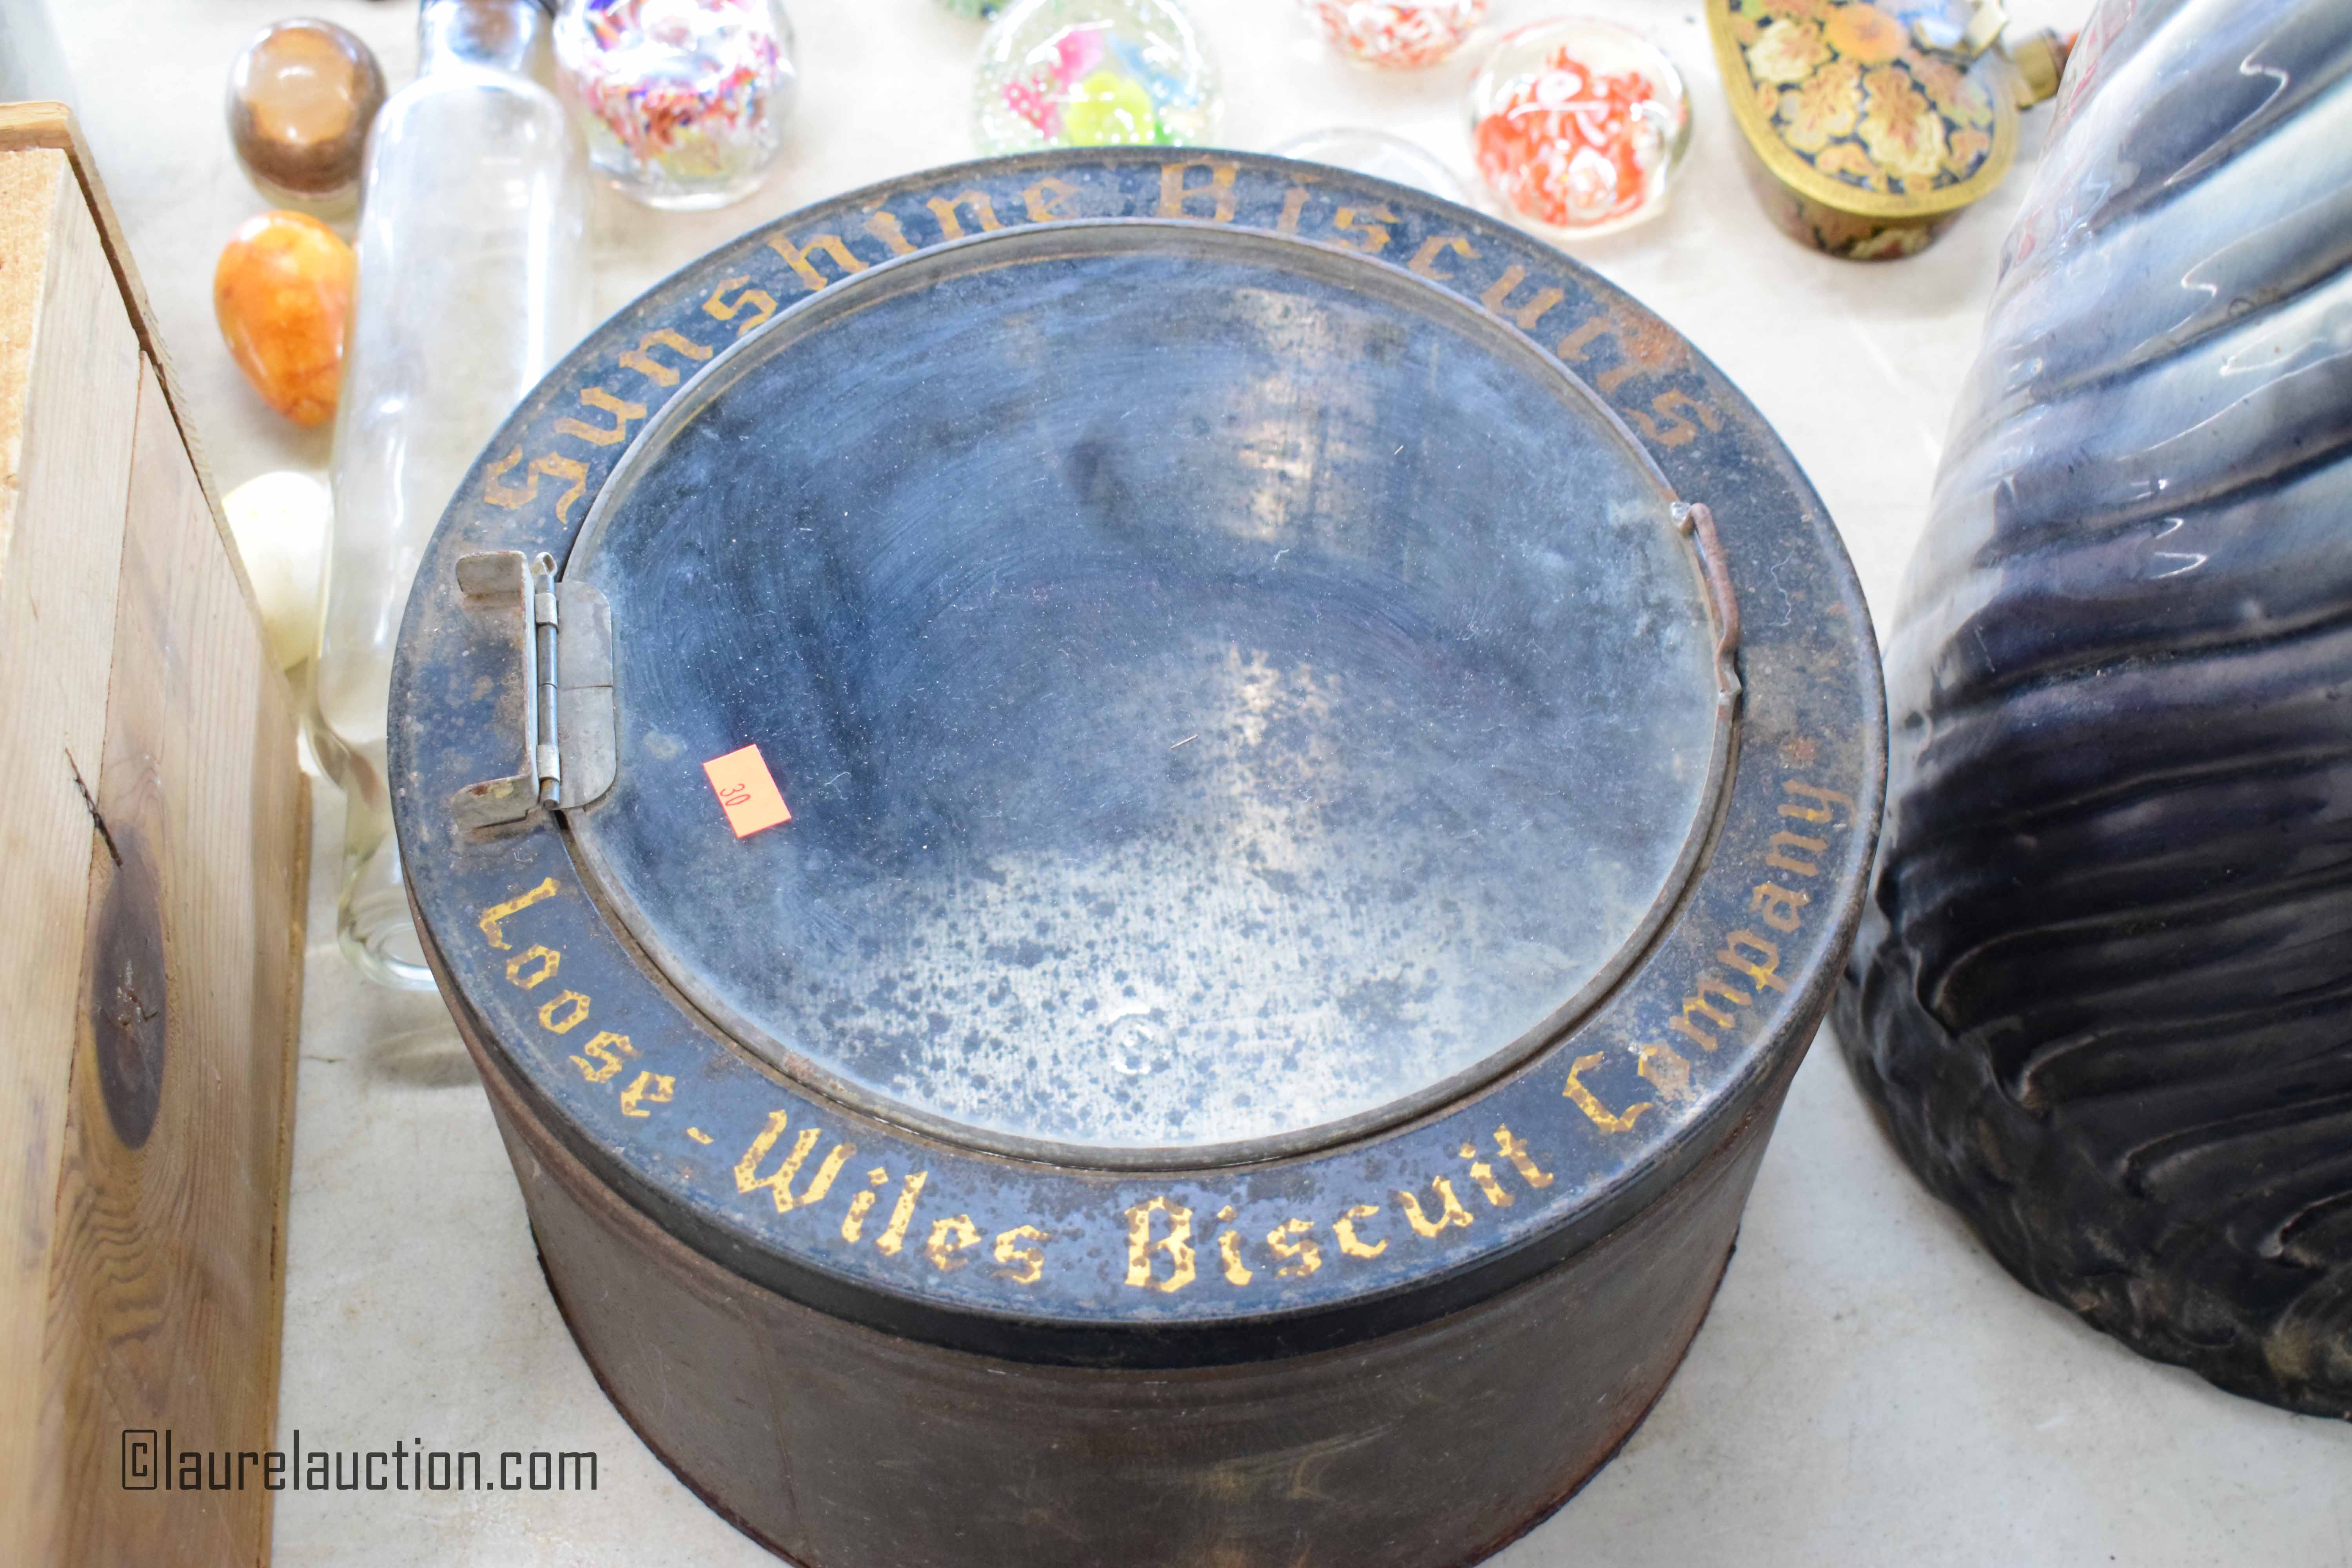 Sunshine Biscuits
30
Loose-Wiles Biscuit Company
©laurelauction.com